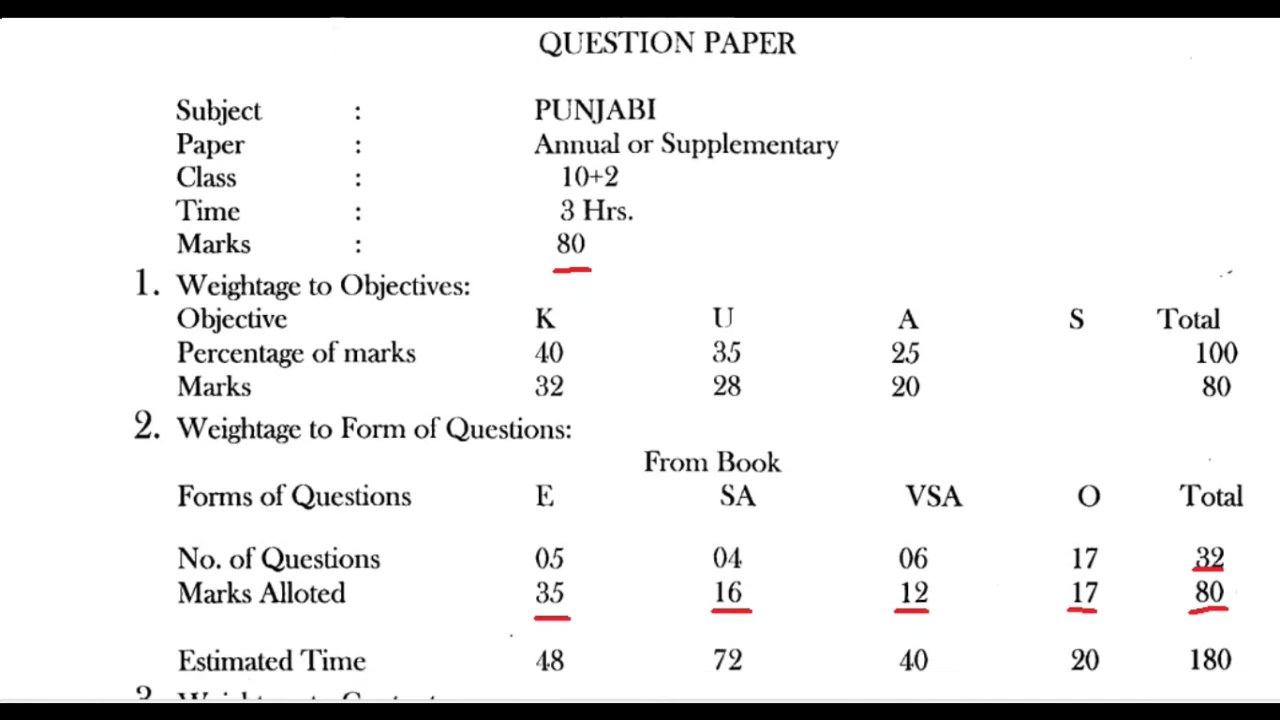 QUESTION PAPER
Subject : PUNJABI
Paper : Annual or Supplementary
Class : 10+2
Time : 3 Hrs.
Marks : 80
1. Weightage to Objectives:
Objective K U A S Total
Percentage of marks 40 35 25 100
Marks 32 28 20 80
2. Weightage to Form of Questions:
From Book
Forms of Questions E SA VSA O Total
No. of Questions 05 04 06 17 32
Marks Alloted 35 16 12 17 80
Estimated Time 48 72 40 20 180